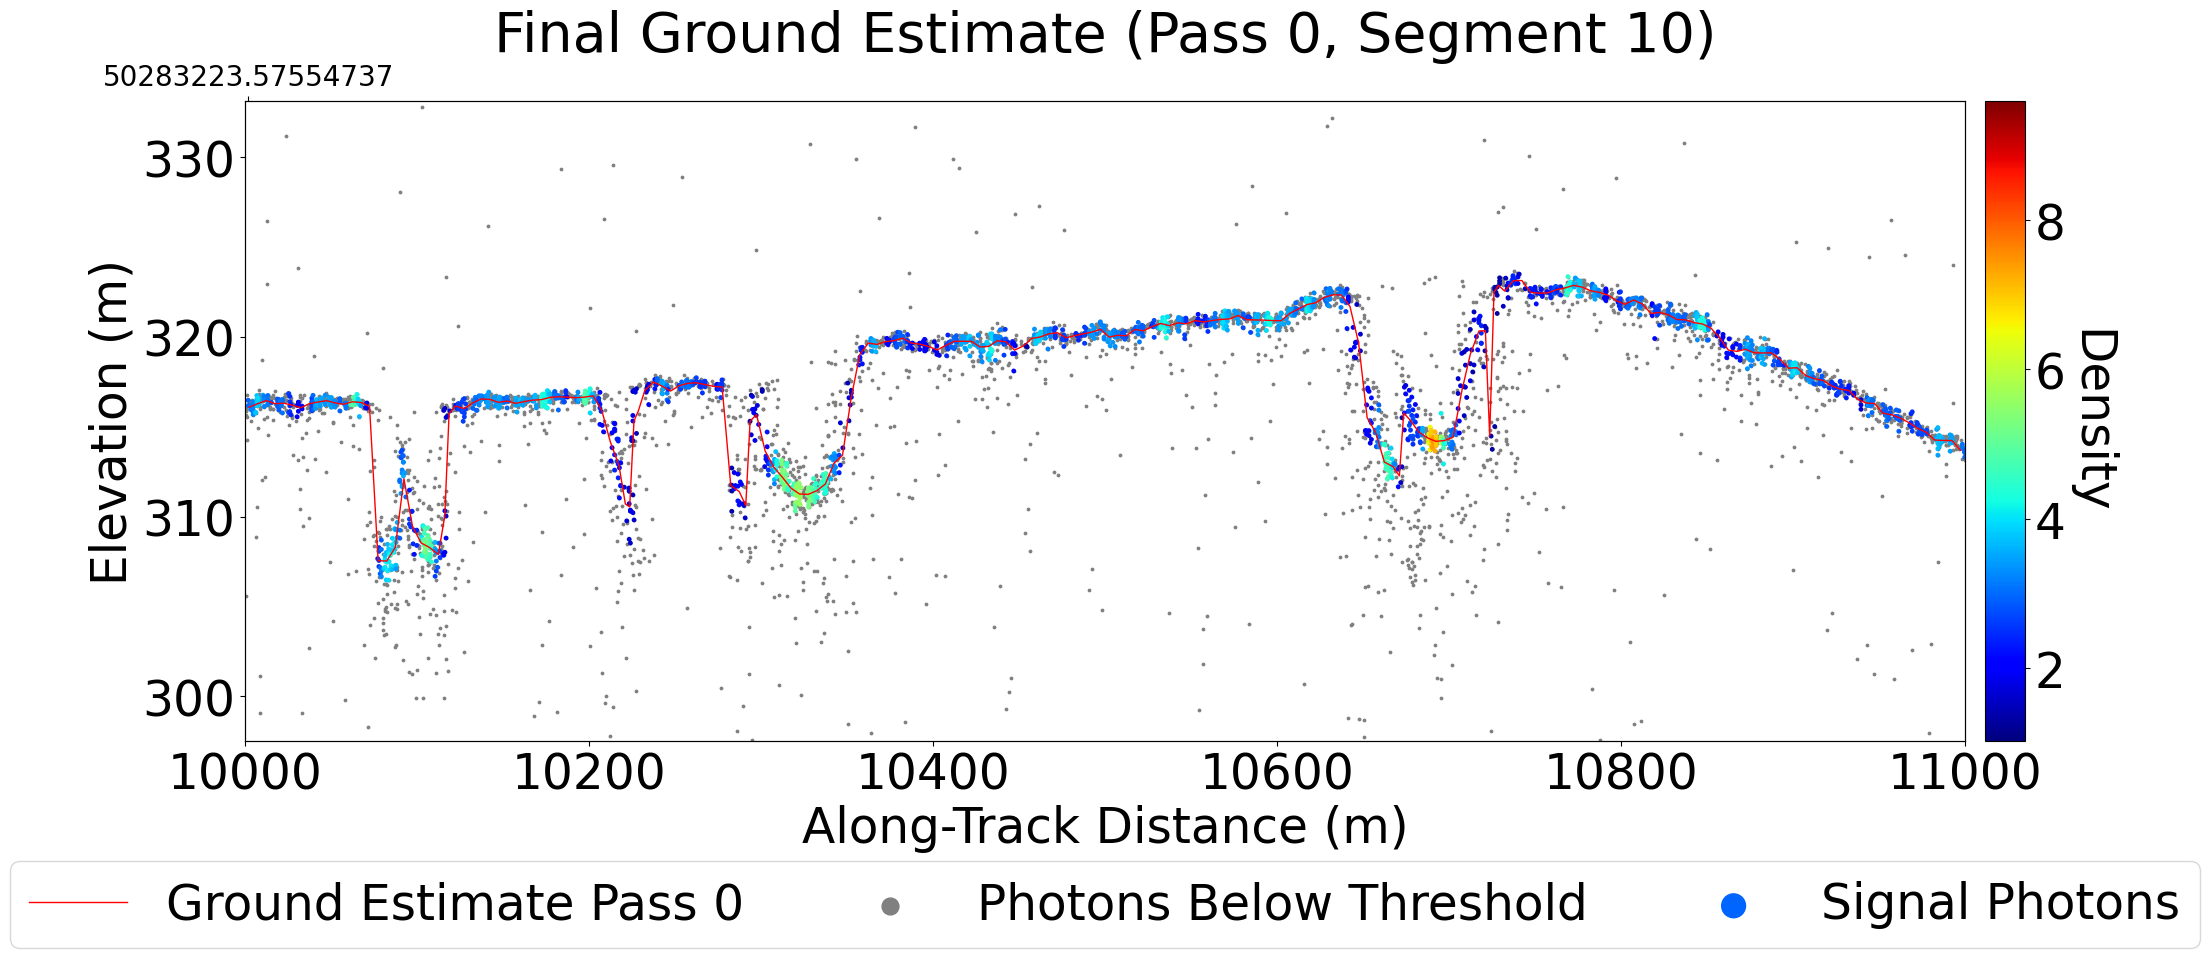 Final Ground Estimate (Pass 0, Segment 10)
50283223.57554737
330
320
310
300
Elevation (m)
10000 10200 10400 10600 10800 11000
Along-Track Distance (m)
8
6
4
2
Density
Ground Estimate Pass 0 Photons Below Threshold Signal Photons